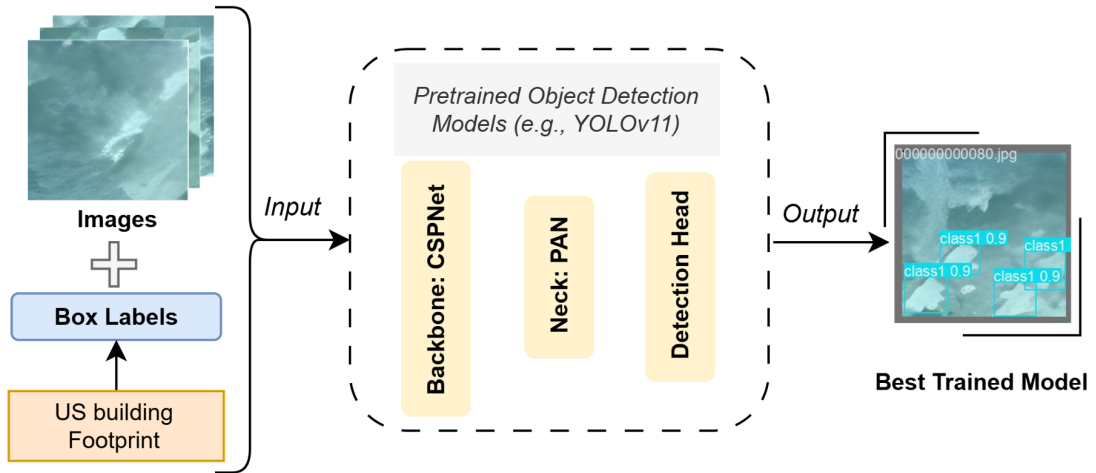 Images
Box Labels
US building
Footprint
Input
Pretrained Object Detection
Models (e.g., YOLOv11)
Backbone: CSPNet
Neck: PAN
Detection Head
Output
000000000080.jpg
class1 0.9
class1
class1 0.9
class1 0.9
Best Trained Model